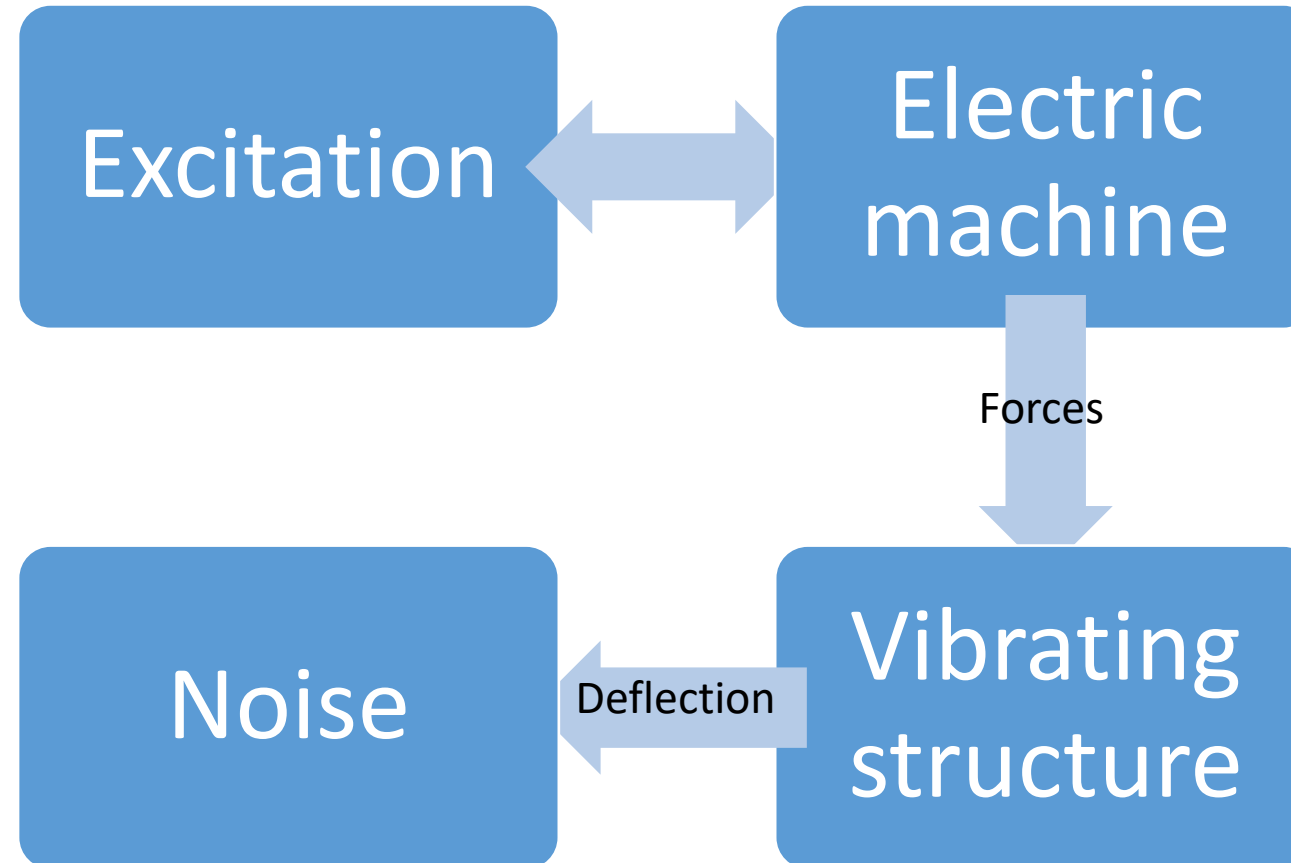 Excitation
Electric
machine
Forces
Noise
Deflection
Vibrating
structure